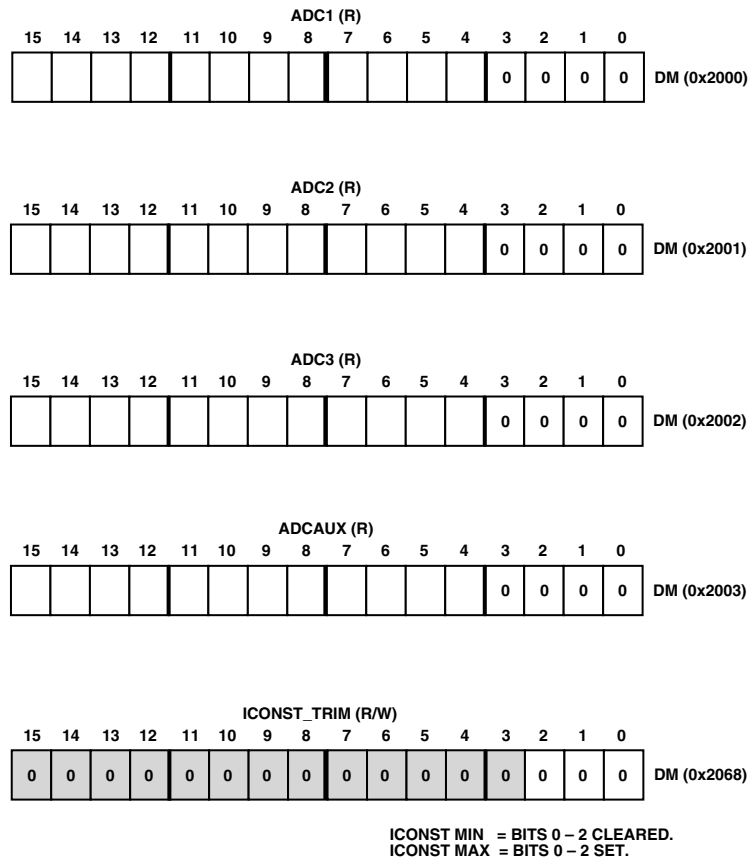 ADC1 (R)
15 14 13 12 11 10 9 8 7 6 5 4 3 2 1 0
0 0 0 0 DM (0x2000)
ADC2 (R)
15 14 13 12 11 10 9 8 7 6 5 4 3 2 1 0
0 0 0 0 DM (0x2001)
ADC3 (R)
15 14 13 12 11 10 9 8 7 6 5 4 3 2 1 0
0 0 0 0 DM (0x2002)
ADCAUX (R)
15 14 13 12 11 10 9 8 7 6 5 4 3 2 1 0
0 0 0 0 DM (0x2003)
ICONST_TRIM (R/W)
15 14 13 12 11 10 9 8 7 6 5 4 3 2 1 0
0 0 0 0 0 0 0 0 0 0 0 0 0 0 0 0 DM (0x2068)
ICONST MIN = BITS 0 – 2 CLEARED.
ICONST MAX = BITS 0 – 2 SET.